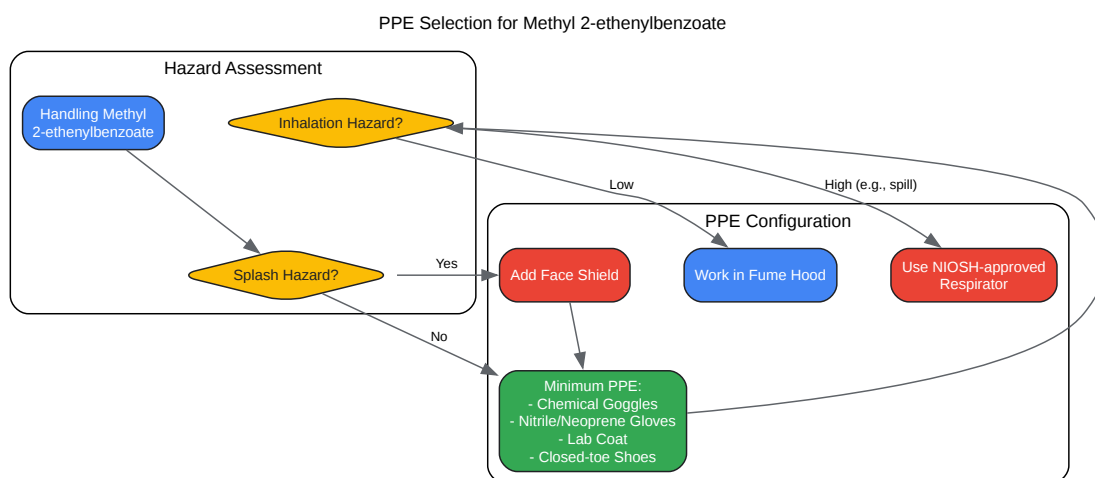 PPE Selection for Methyl 2-ethenylbenzoate
Hazard Assessment
Handling Methyl
2-ethenylbenzoate
Inhalation Hazard?
Low
High (e.g., spill)
PPE Configuration
Splash Hazard?
Yes
Add Face Shield
Work in Fume Hood
Use NIOSH-approved
Respirator
No
Minimum PPE:
- Chemical Goggles
- Nitrile/Neoprene Gloves
- Lab Coat
- Closed-toe Shoes